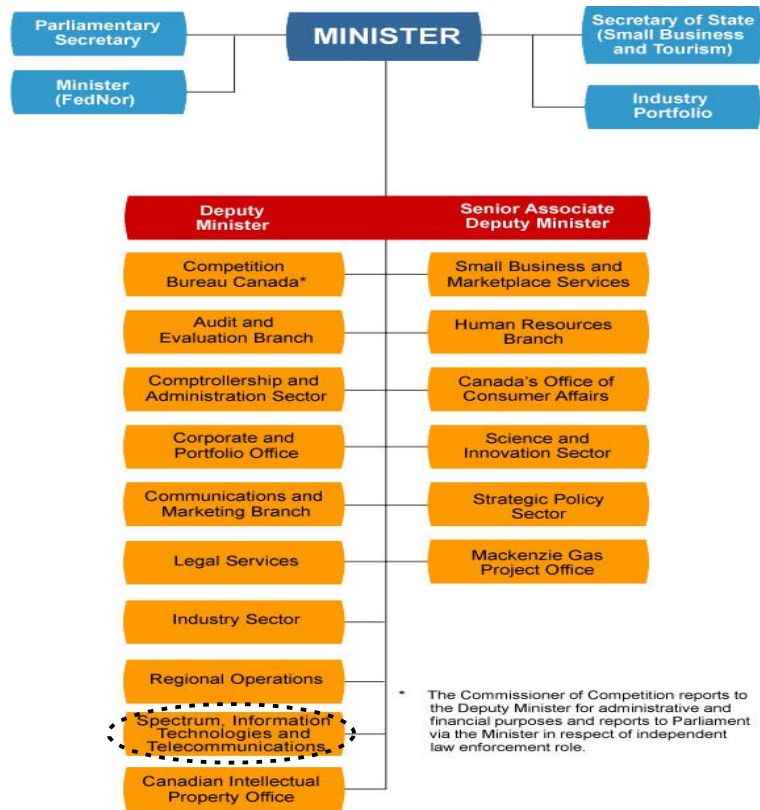 Parliamentary
Secretary
MINISTER
Secretary of State
(Small Business
and Tourism)
Minister
(FedNor)
Industry
Portfolio
Deputy
Minister
Senior Associate
Deputy Minister
Competition
Bureau Canada*
Small Business and
Marketplace Services
Audit and
Evaluation Branch
Human Resources
Branch
Comptrollership and
Administration Sector
Canada's Office of
Consumer Affairs
Corporate and
Portfolio Office
Science and
Innovation Sector
Communications and
Marketing Branch
Strategic Policy
Sector
Legal Services
Mackenzie Gas
Project Office
Industry Sector
Regional Operations
Spectrum, Information
Technologies and
Telecommunications
Canadian Intellectual
Property Office
* The Commissioner of Competition reports to
the Deputy Minister for administrative and
financial purposes and reports to Parliament
via the Minister in respect of independent
law enforcement role.